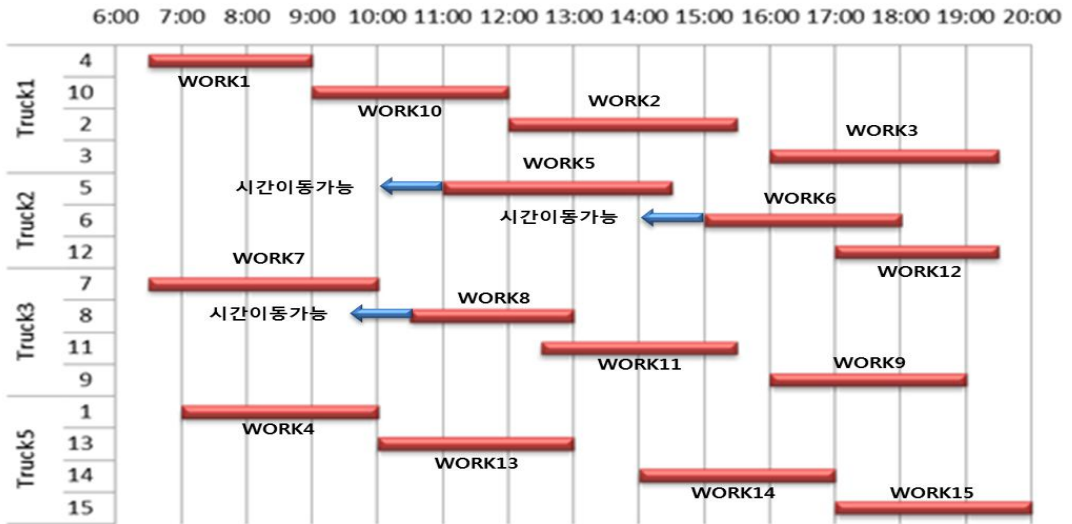 6:00 7:00 8:00 9:00 10:00 11:00 12:00 13:00 14:00 15:00 16:00 17:00 18:00 19:00 20:00
Truck1
4
WORK1
10
WORK10
2
WORK2
3
WORK3
Truck2
5
시간이동가능
WORK5
6
시간이동가능
WORK6
12
WORK12
Truck3
7
WORK7
8
시간이동가능
WORK8
11
WORK11
9
WORK9
Truck5
1
WORK4
13
WORK13
14
WORK14
15
WORK15